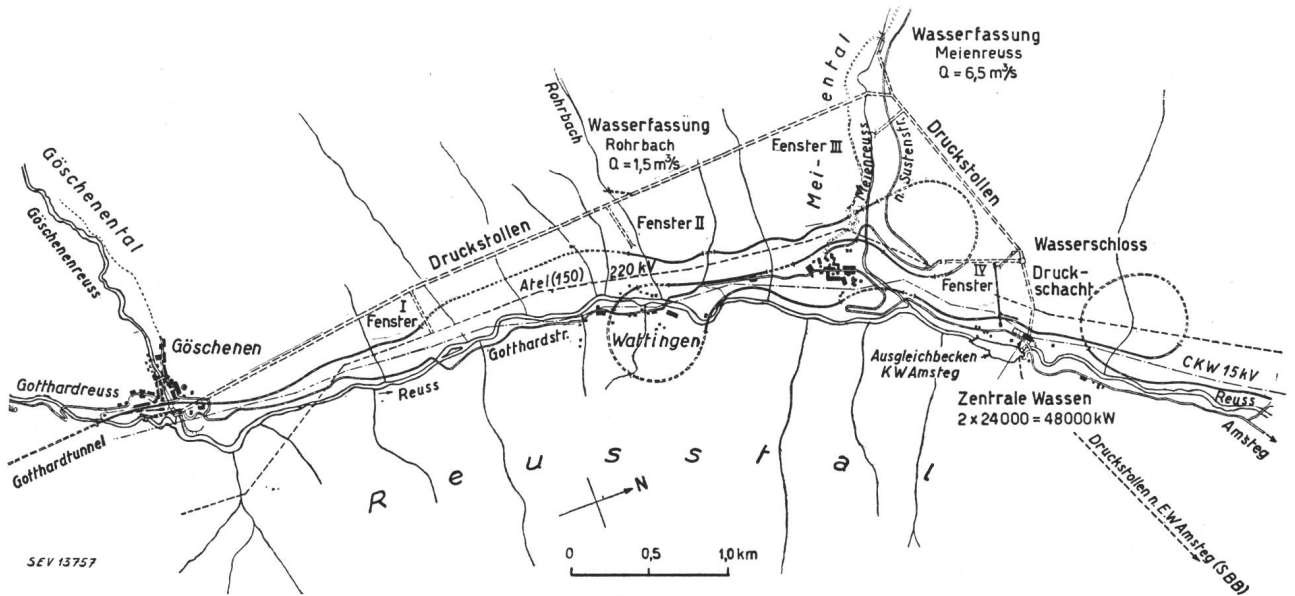 Wasserfassung
Meienreuss
Q = 6,5 m³/s
Mei-
ental
Rohrbach
Wasserfassung
Rohrbach
Q = 1,5 m³/s
Fenster III
Meienreuss
n. Sustenstr.
Druckstollen
Göschenental
Göschenenreuss
Druckstollen
Fenster II
Atel (150)
220 kV
I
Fenster
Wasserschloss
IV
Fenster
Druck-
schacht
Göschenen
Gotthardreuss
Gotthardtunnel
Gotthardstr.
Wattingen
Reuss
Ausgleichbecken
KW Amsteg
CKW 15 kV
Zentrale Wassen
2 x 24000 = 48000 kW
Reuss
Amsteg
Reusstal
N
Druckstollen n. E.W Amsteg (SBB)
0 0,5 1,0 km
SEV 13757